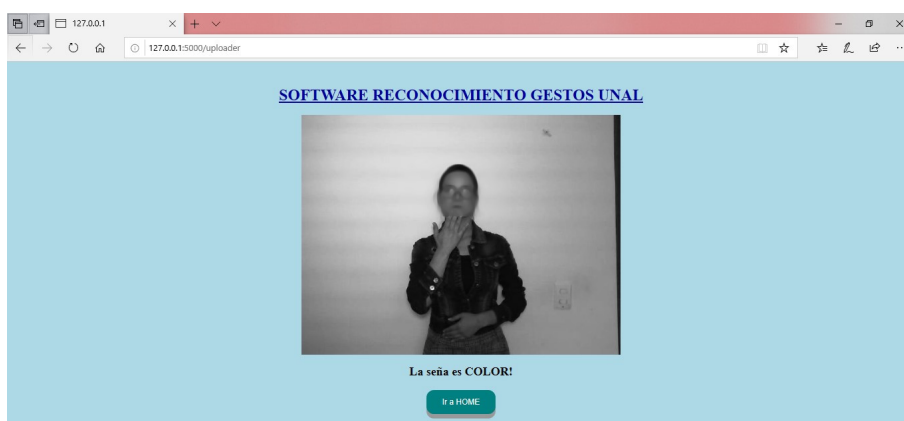 127.0.0.1
127.0.0.1:5000/uploader
SOFTWARE RECONOCIMIENTO GESTOS UNAL
La seña es COLOR!
Ir a HOME